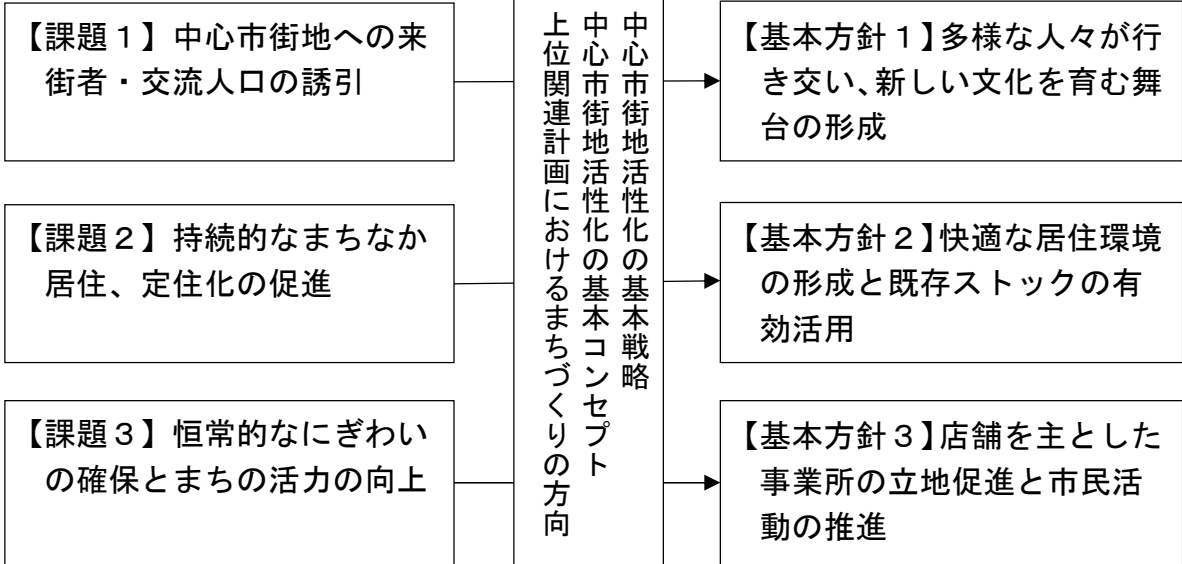 【課題１】中心市街地への来
街者・交流人口の誘引
【課題２】持続的なまちなか
居住、定住化の促進
【課題３】恒常的なにぎわい
の確保とまちの活力の向上
中心市街地活性化の基本戦略
中心市街地活性化の基本コンセプト
上位関連計画におけるまちづくりの方向
【基本方針１】多様な人々が行
き交い、新しい文化を育む舞
台の形成
【基本方針２】快適な居住環境
の形成と既存ストックの有
効活用
【基本方針３】店舗を主とした
事業所の立地促進と市民活
動の推進